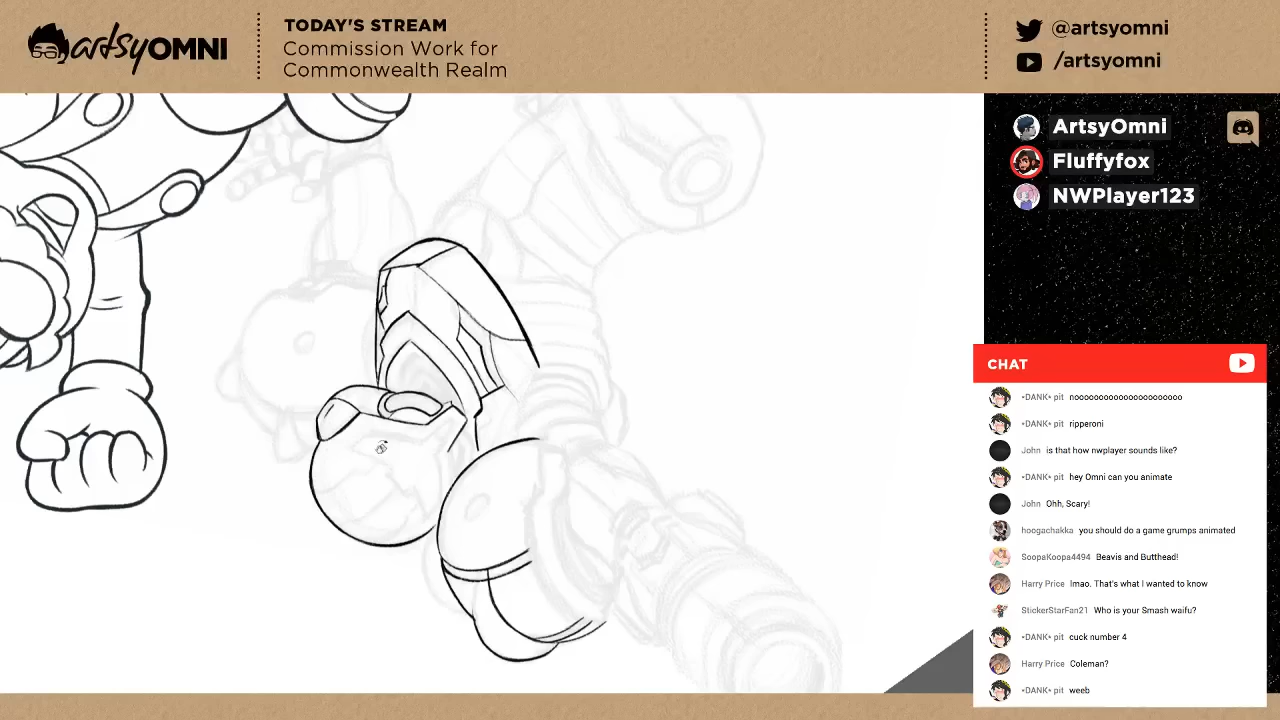 artsyOMNI
TODAY'S STREAM
Commission Work for
Commonwealth Realm
@artsyomni
/artsyomni
ArtsyOmni
Fluffyfox
NWPlayer123
CHAT
*DANK* pit noooooooooooooooooooooo
*DANK* pit ripperoni
John is that how nwplayer sounds like?
*DANK* pit hey Omni can you animate
John Ohh, Scary!
hoogachakka you should do a game grumps animated
SoopaKoopa4494 Beavis and Butthead!
Harry Price lmao. That's what I wanted to know
StickerStarFan21 Who is your Smash waifu?
*DANK* pit cuck number 4
Harry Price Coleman?
*DANK* pit weeb